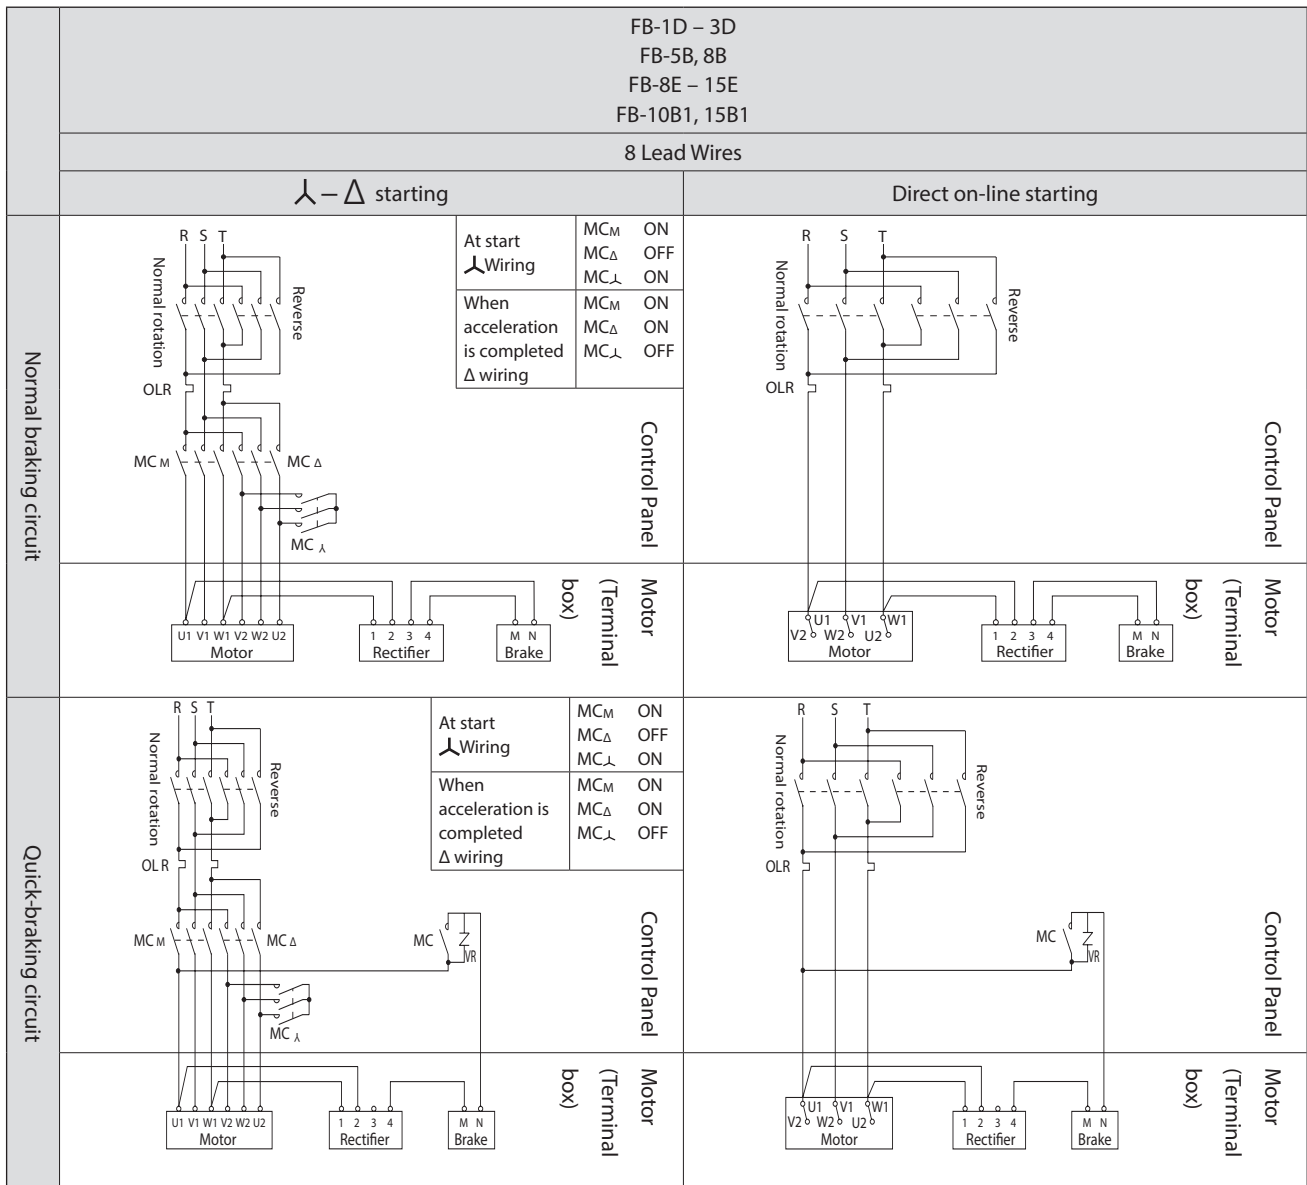 FB-1D – 3D
FB-5B, 8B
FB-8E – 15E
FB-10B1, 15B1
8 Lead Wires
⅄ – Δ starting
Direct on-line starting
Normal braking circuit
R S T
Normal rotation
Reverse
OLR
MC M
MC Δ
MC ⅄
At start
⅄Wiring
MCM ON
MCΔ OFF
MC⅄ ON
When
acceleration
is completed
Δ wiring
MCM ON
MCΔ ON
MC⅄ OFF
Control Panel
U1 V1 W1 V2 W2 U2
Motor
1 2 3 4
Rectifier
M N
Brake
Motor
(Terminal
box)
R S T
Normal rotation
Reverse
OLR
Control Panel
U1 V1 W1
V2 W2 U2
Motor
1 2 3 4
Rectifier
M N
Brake
Motor
(Terminal
box)
Quick-braking circuit
R S T
Normal rotation
Reverse
OLR
MC M
MC Δ
MC ⅄
MC
VR
At start
⅄Wiring
MCM ON
MCΔ OFF
MC⅄ ON
When
acceleration is
completed
Δ wiring
MCM ON
MCΔ ON
MC⅄ OFF
Control Panel
U1 V1 W1 V2 W2 U2
Motor
1 2 3 4
Rectifier
M N
Brake
Motor
(Terminal
box)
R S T
Normal rotation
Reverse
OLR
MC
VR
Control Panel
U1 V1 W1
V2 W2 U2
Motor
1 2 3 4
Rectifier
M N
Brake
Motor
(Terminal
box)